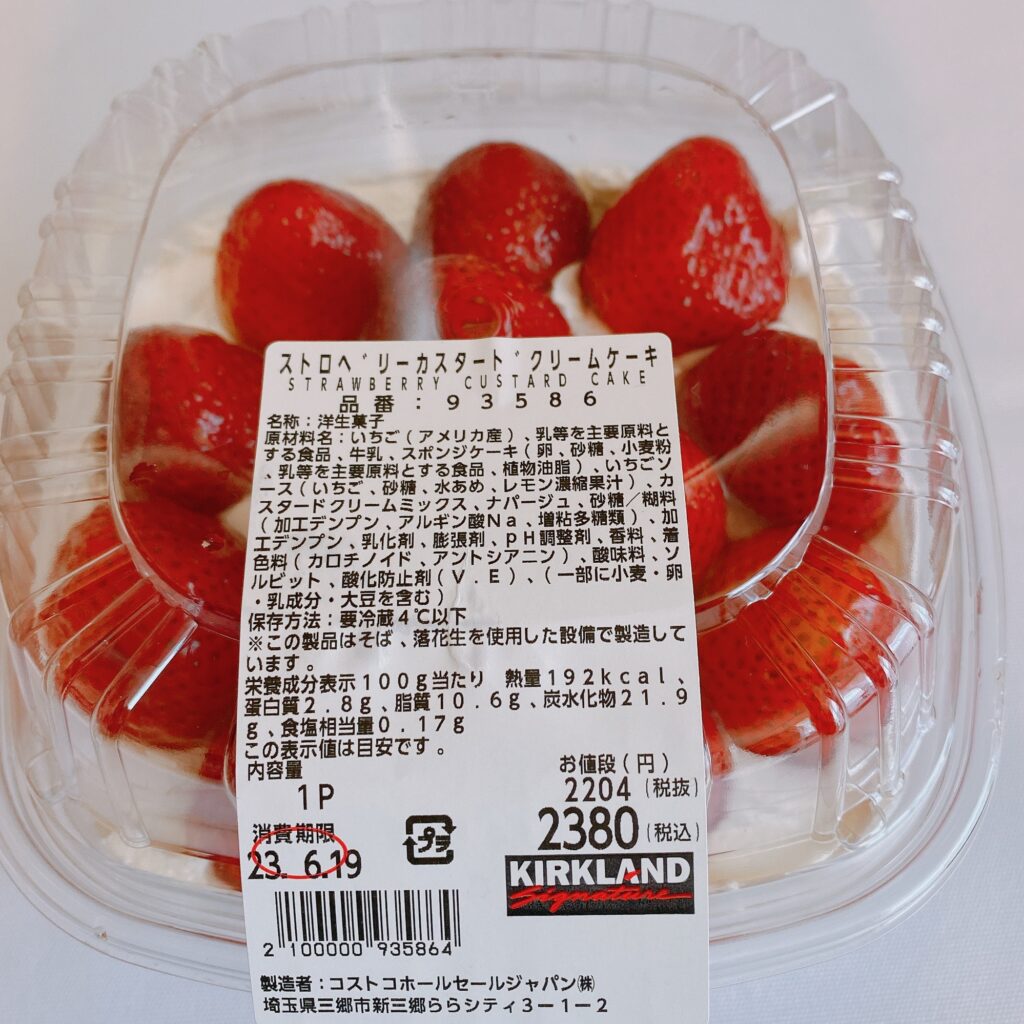 ストロベリーカスタードクリームケーキ
STRAWBERRY CUSTARD CAKE
品番：93586
名称：洋生菓子
原材料名：いちご（アメリカ産）、乳等を主要原料と
する食品、牛乳、スポンジケーキ（卵、砂糖、小麦粉
、乳等を主要原料とする食品、植物油脂）、いちごソ
ース（いちご、砂糖、水あめ、レモン濃縮果汁）、カ
スタードクリームミックス、ナパージュ、砂糖／糊料
（加工デンプン、アルギン酸Ｎａ、増粘多糖類）、加
工デンプン、乳化剤、膨張剤、ｐＨ調整剤、香料、着
色料（カロチノイド、アントシアニン）、酸味料、ソ
ルビット、酸化防止剤（Ｖ．Ｅ）、（一部に小麦・卵
・乳成分・大豆を含む）
保存方法：要冷蔵４℃以下
※この製品はそば、落花生を使用した設備で製造して
います。
栄養成分表示１００ｇ当たり　熱量１９２ｋｃａｌ、
蛋白質２．８ｇ、脂質１０．６ｇ、炭水化物２１．９
ｇ、食塩相当量０．１７ｇ
この表示値は目安です。
内容量
1P
お値段（円）
2204（税抜）
2380（税込）
消費期限
23. 6.19
プラ
KIRKLAND
Signature
2 100000 935864
製造者：コストコホールセールジャパン㈱
埼玉県三郷市新三郷ららシティ３－１－２